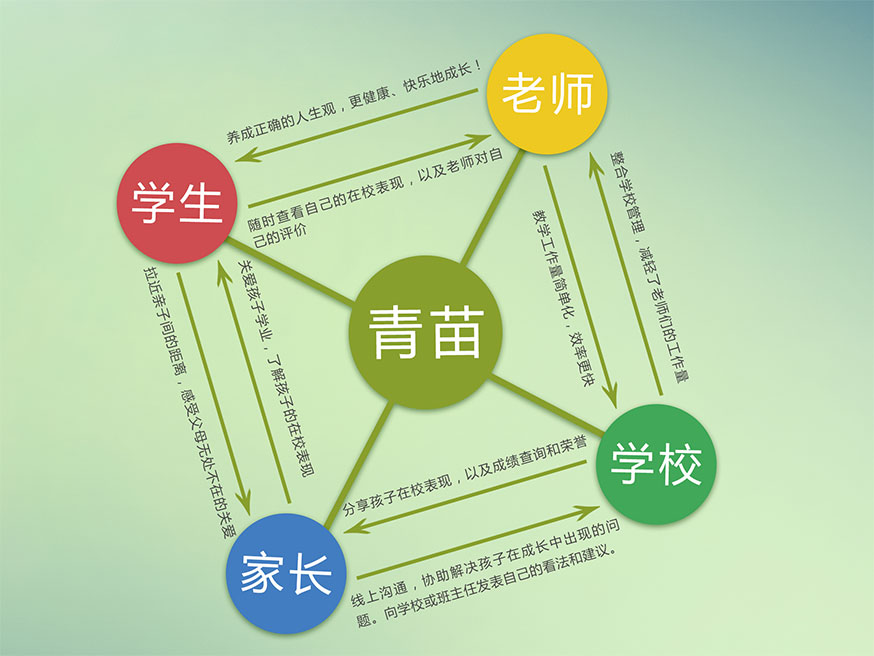 老师
养成正确的人生观，更健康、快乐地成长！
学生
随时查看自己的在校表现，以及老师对自
己的评价
整合学校管理，减轻了老师们的工作量
教学工作量简单化，效率更快
青苗
关爱孩子学业，了解孩子的在校表现
拉近亲子间的距离，感受父母无处不在的关爱
学校
分享孩子在校表现，以及成绩查询和荣誉
家长
线上沟通，协助解决孩子在成长中出现的问
题。向学校或班主任发表自己的看法和建议。